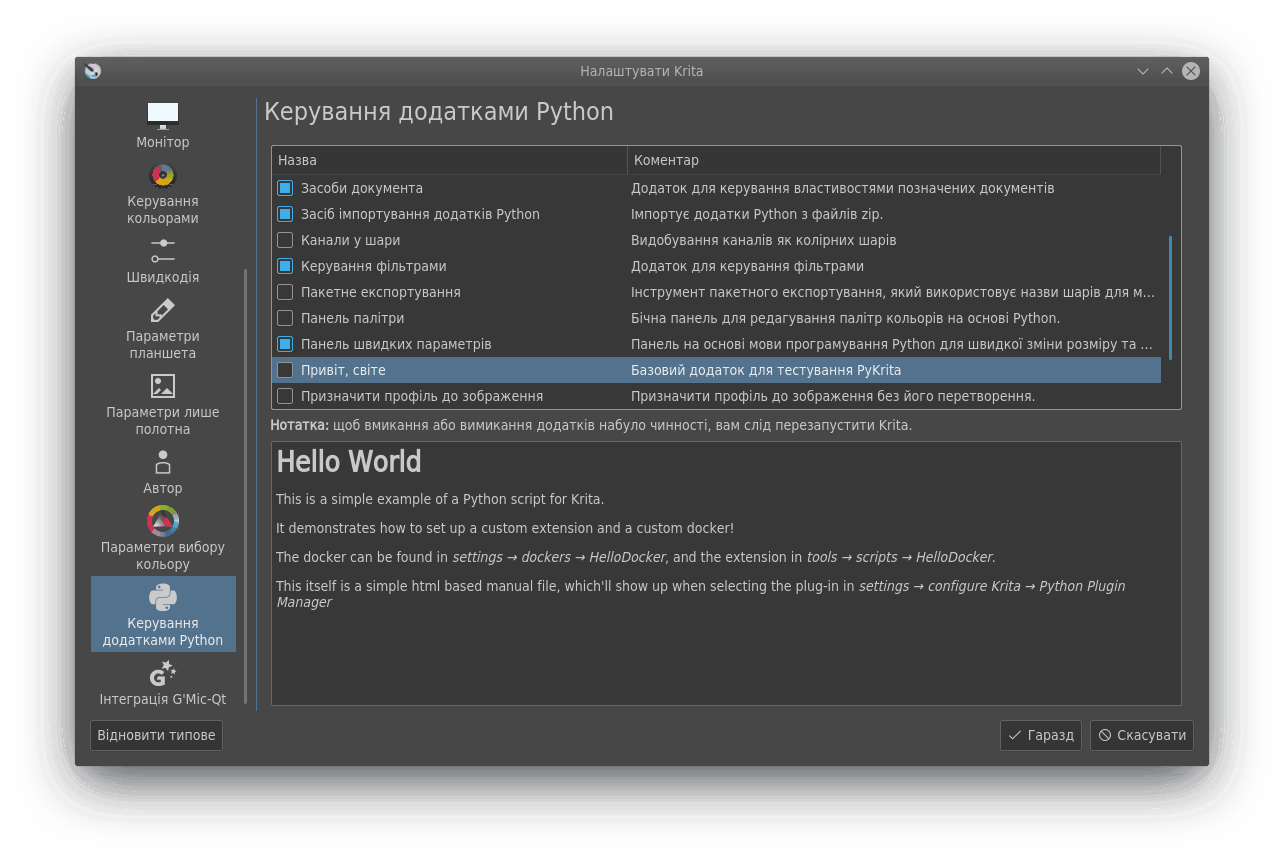 Налаштувати Krita
Монітор
Керування
кольорами
Швидкодія
Параметри
планшета
Параметри лише
полотна
Автор
Параметри вибору
кольору
Керування
додатками Python
Інтеграція G'Mic-Qt
Керування додатками Python
Назва Коментар
Засоби документа Додаток для керування властивостями позначених документів
Засіб імпортування додатків Python Імпортує додатки Python з файлів zip.
Канали у шари Видобування каналів як колірних шарів
Керування фільтрами Додаток для керування фільтрами
Пакетне експортування Інструмент пакетного експортування, який використовує назви шарів для м...
Панель палітри Бічна панель для редагування палітр кольорів на основі Python.
Панель швидких параметрів Панель на основі мови програмування Python для швидкої зміни розміру та ...
Привіт, світе Базовий додаток для тестування PyKrita
Призначити профіль до зображення Призначити профіль до зображення без його перетворення.
Нотатка: щоб вмикання або вимикання додатків набуло чинності, вам слід перезапустити Krita.
Hello World
This is a simple example of a Python script for Krita.
It demonstrates how to set up a custom extension and a custom docker!
The docker can be found in settings → dockers → HelloDocker, and the extension in tools → scripts → HelloDocker.
This itself is a simple html based manual file, which'll show up when selecting the plug-in in settings → configure Krita → Python Plugin
Manager
Відновити типове Гаразд Скасувати